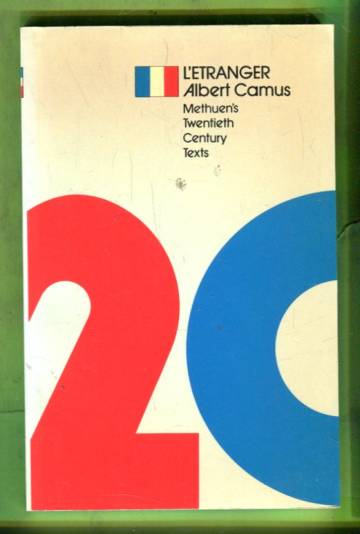 L'ETRANGER
Albert Camus
Methuen's
Twentieth
Century
Texts
20